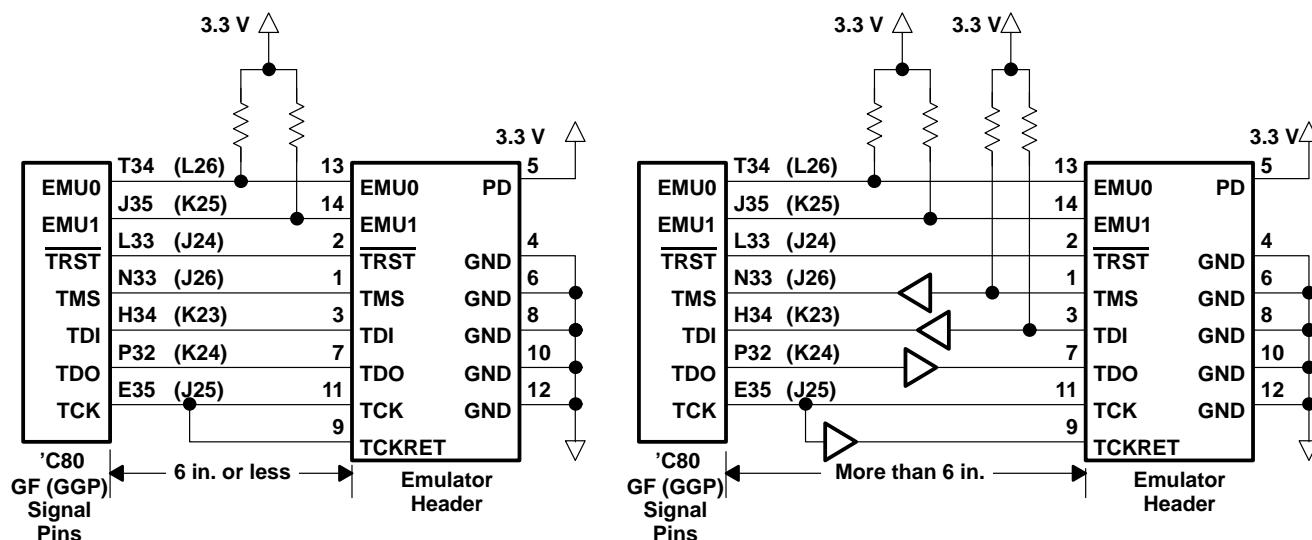 3.3 V
3.3 V
T34 (L26) 13
EMU0
J35 (K25) 14
EMU1
L33 (J24) 2
TRST
N33 (J26) 1
TMS
H34 (K23) 3
TDI
P32 (K24) 7
TDO
E35 (J25) 11
TCK
9
EMU0
EMU1
TRST
TMS
TDI
TDO
TCK
TCKRET
5
PD
4
GND
6
GND
8
GND
10
GND
12
GND
'C80
GF (GGP)
Signal
Pins
6 in. or less
Emulator
Header
3.3 V 3.3 V
3.3 V
T34 (L26) 13
EMU0
J35 (K25) 14
EMU1
L33 (J24) 2
TRST
N33 (J26) 1
TMS
H34 (K23) 3
TDI
P32 (K24) 7
TDO
E35 (J25) 11
TCK
9
EMU0
EMU1
TRST
TMS
TDI
TDO
TCK
TCKRET
5
PD
4
GND
6
GND
8
GND
10
GND
12
GND
'C80
GF (GGP)
Signal
Pins
More than 6 in.
Emulator
Header